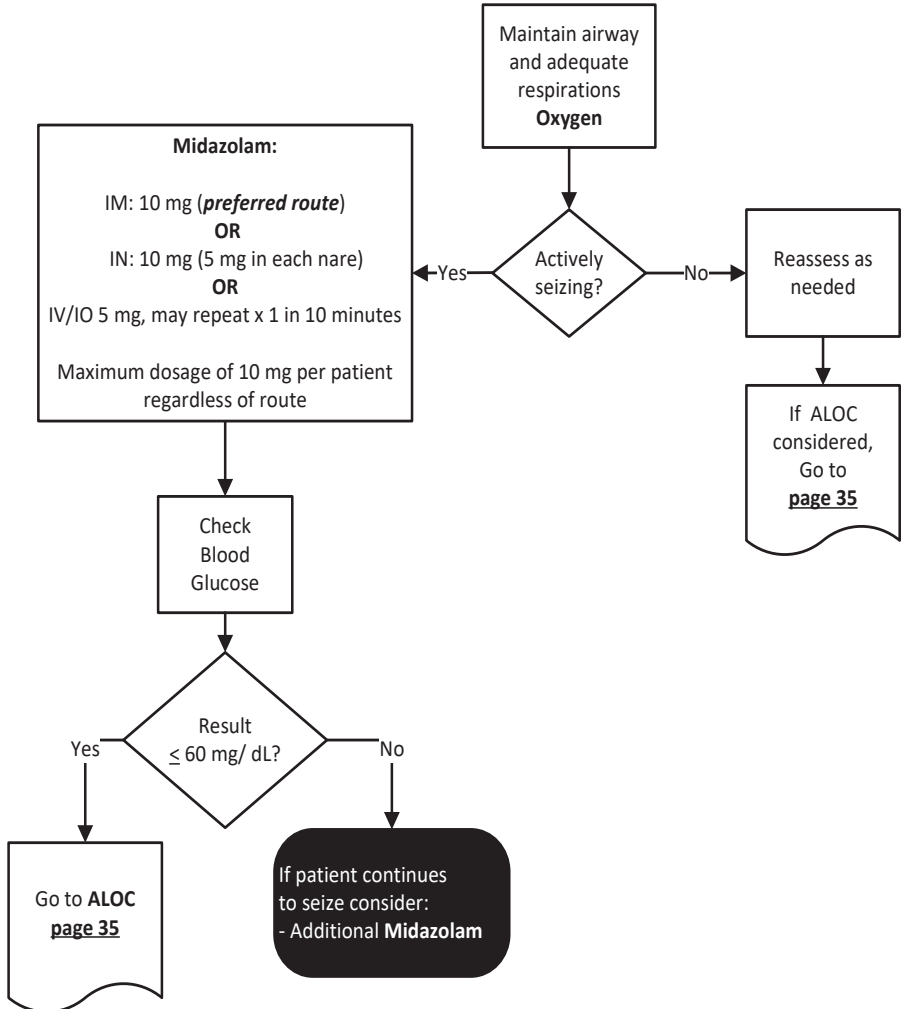 Maintain airway
and adequate
respirations
Oxygen
Actively
seizing?
Yes
No
Midazolam:
IM: 10 mg (preferred route)
OR
IN: 10 mg (5 mg in each nare)
OR
IV/IO 5 mg, may repeat x 1 in 10 minutes
Maximum dosage of 10 mg per patient
regardless of route
Reassess as
needed
If ALOC
considered,
Go to
page 35
Check
Blood
Glucose
Result
≤ 60 mg/ dL?
Yes
No
Go to ALOC
page 35
If patient continues
to seize consider:
- Additional Midazolam